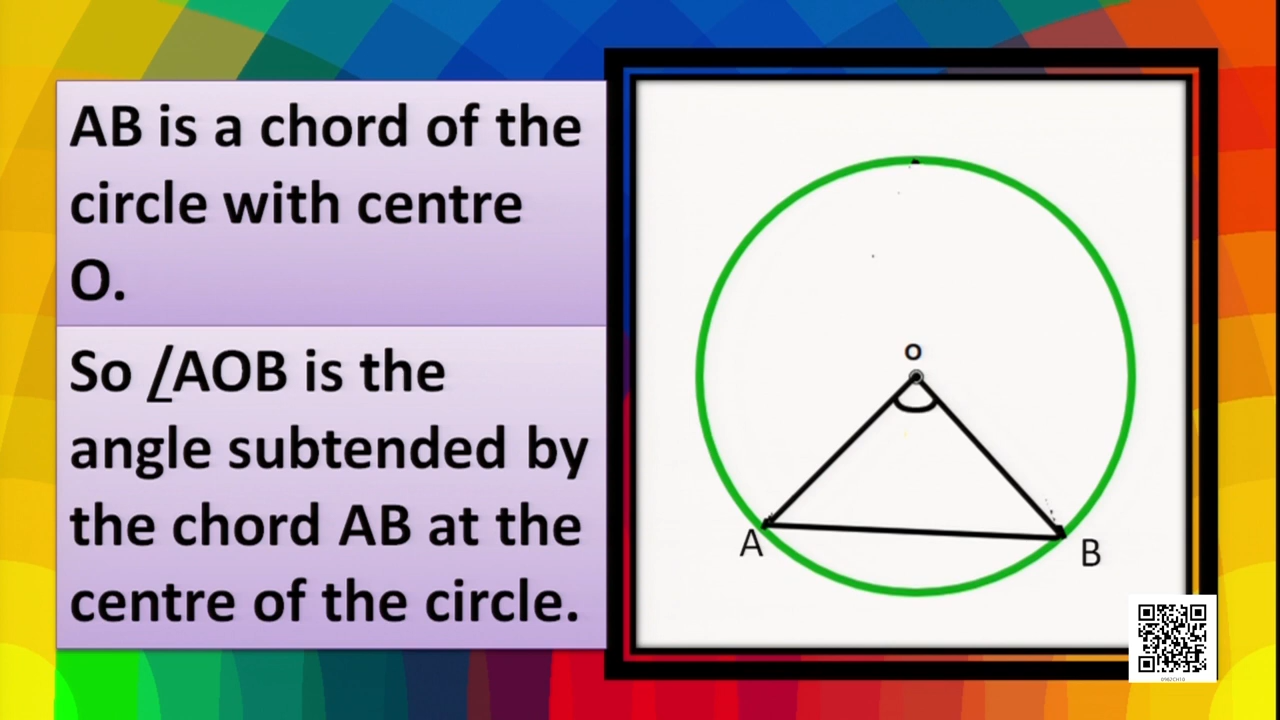 AB is a chord of the
circle with centre
O.
So ∠AOB is the
angle subtended by
the chord AB at the
centre of the circle.
O
A
B
0962CH10